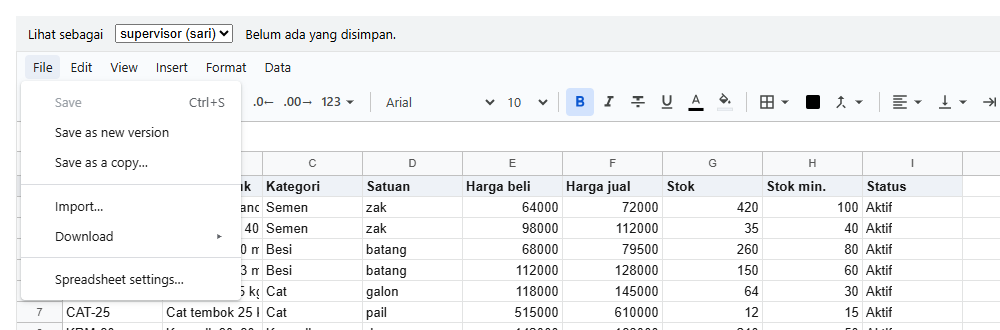 Lihat sebagai supervisor (sari) Belum ada yang disimpan.
File Edit View Insert Format Data
Save Ctrl+S
.0← .00→ 123 Arial 10 B I U A
Save as new version
Save as a copy...
Import...
Download
Spreadsheet settings...
C D E F G H I
uk Kategori Satuan Harga beli Harga jual Stok Stok min. Status
Semen zak 64000 72000 420 100 Aktif
40 Semen zak 98000 112000 35 40 Aktif
Besi batang 68000 79500 260 80 Aktif
Besi batang 112000 128000 150 60 Aktif
Cat galon 118000 145000 64 30 Aktif
7 CAT-25 Cat tembok 25 Cat pail 515000 610000 12 15 Aktif